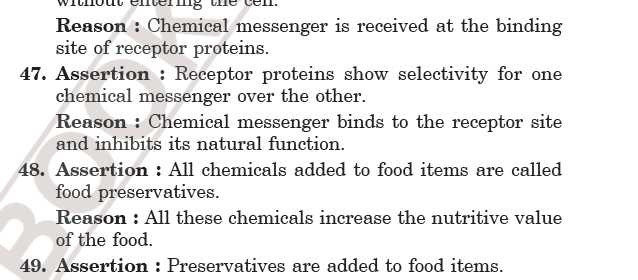 without entering the cell.
Reason : Chemical messenger is received at the binding
site of receptor proteins.
47. Assertion : Receptor proteins show selectivity for one
chemical messenger over the other.
Reason : Chemical messenger binds to the receptor site
and inhibits its natural function.
48. Assertion : All chemicals added to food items are called
food preservatives.
Reason : All these chemicals increase the nutritive value
of the food.
49. Assertion : Preservatives are added to food items.
BOOK